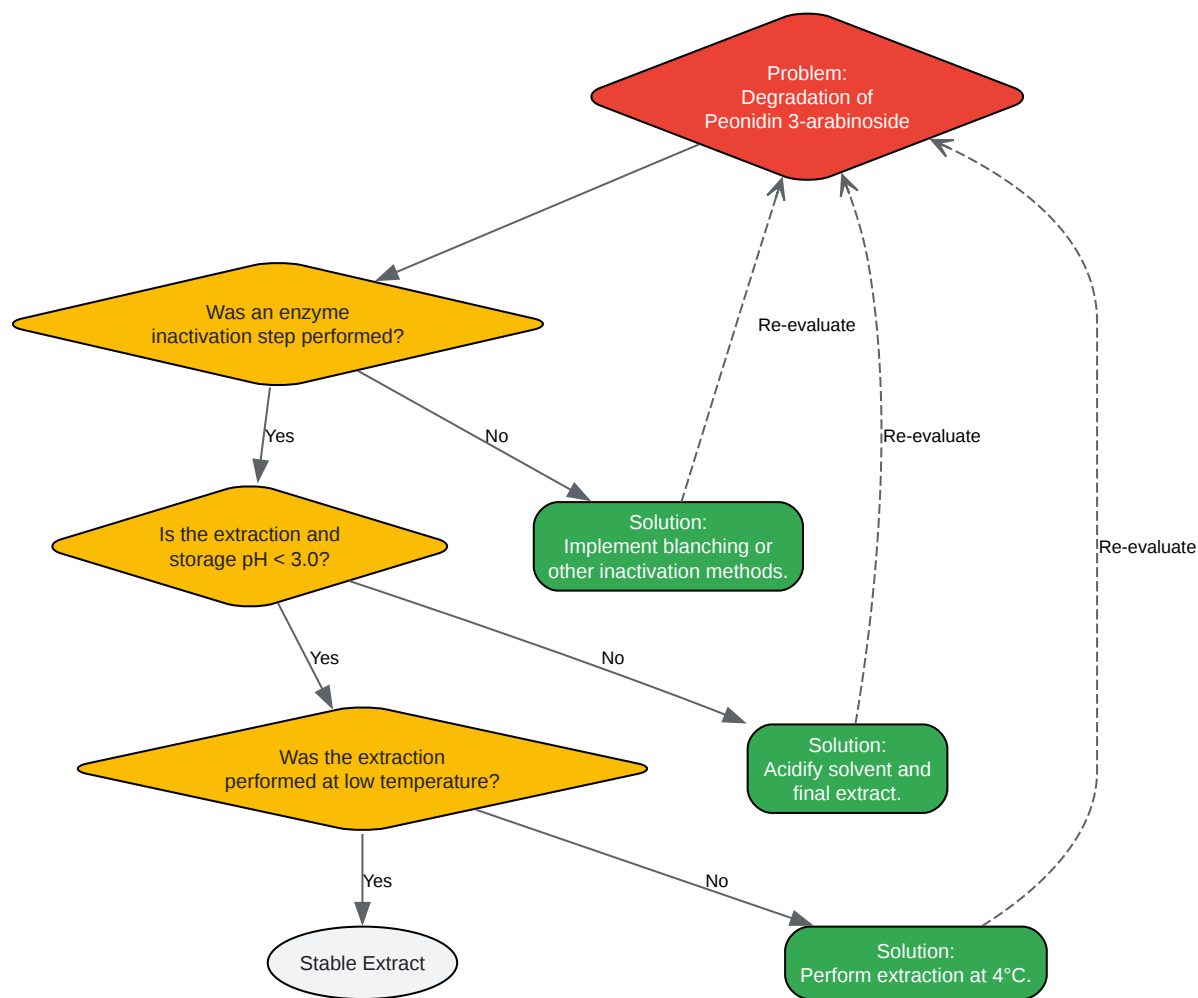 Problem:
Degradation of
Peonidin 3-arabinoside
Was an enzyme
inactivation step performed?
Re-evaluate
Yes
No
Re-evaluate
Is the extraction and
storage pH < 3.0?
Solution:
Implement blanching or
other inactivation methods.
Re-evaluate
Yes
No
Was the extraction
performed at low temperature?
Solution:
Acidify solvent and
final extract.
Yes
No
Stable Extract
Solution:
Perform extraction at 4°C.